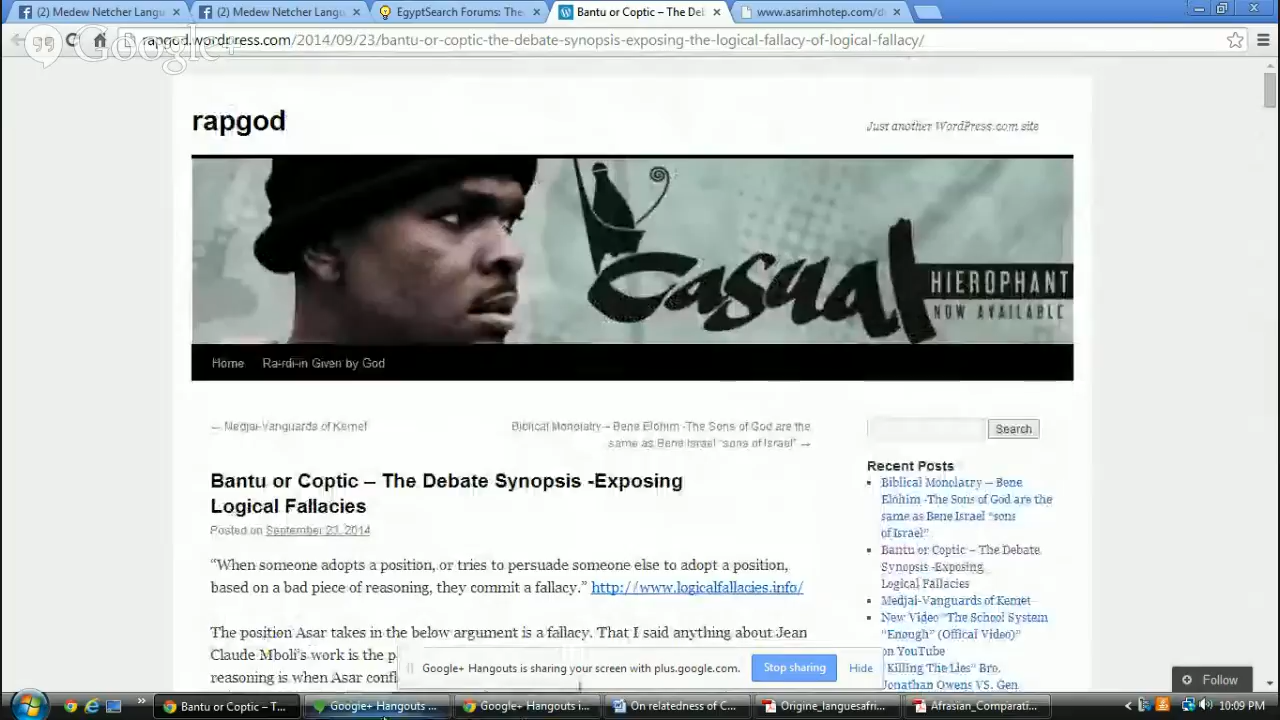 (2) Medew Netcher Langu
(2) Medew Netcher Langu
EgyptSearch Forums: The
Bantu or Coptic – The Del
www.asarimhotep.com/d
Google+
rapgod.wordpress.com/2014/09/23/bantu-or-coptic-the-debate-synopsis-exposing-the-logical-fallacy-of-logical-fallacy/
rapgod
Just another WordPress.com site
Casual
HIEROPHANT
NOW AVAILABLE
Home
Ra-rdi-in Given by God
← Medjai-Vanguards of Kemet
Biblical Monolatry – Bene Elohim -The Sons of God are the
same as Bene Israel “sons of Israel” →
Search
Bantu or Coptic – The Debate Synopsis -Exposing
Logical Fallacies
Posted on September 23, 2014
“When someone adopts a position, or tries to persuade someone else to adopt a position,
based on a bad piece of reasoning, they commit a fallacy.” http://www.logicalfallacies.info/
The position Asar takes in the below argument is a fallacy. That I said anything about Jean
Claude Mboli’s work is the p
reasoning is when Asar confl
Recent Posts
Biblical Monolatry – Bene
Elohim -The Sons of God are the
same as Bene Israel “sons
of Israel”
Bantu or Coptic – The Debate
Synopsis -Exposing
Logical Fallacies
Medjai-Vanguards of Kemet
New Video “The School System
“Enough” (Offical Video)”
on YouTube
“Killing The Lies” Bro.
Jonathan Owens VS. Gen
Google+ Hangouts is sharing your screen with plus.google.com.
Stop sharing
Hide
Follow
Bantu or Coptic – T...
Google+ Hangouts ...
Google+ Hangouts i...
On relatedness of C...
Origine_languesafri...
Afrasian_Comparati...
10:09 PM